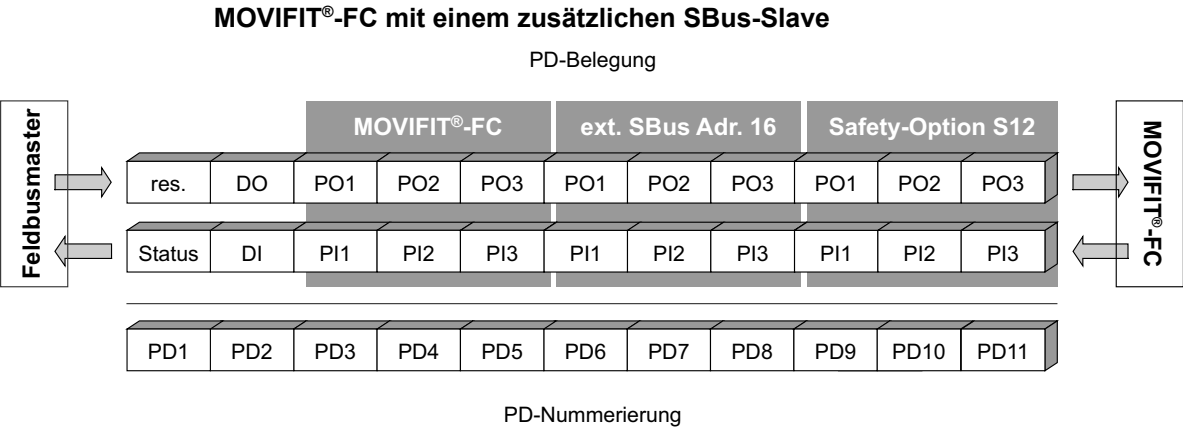 MOVIFIT®-FC mit einem zusätzlichen SBus-Slave
PD-Belegung
Feldbusmaster
MOVIFIT®-FC ext. SBus Adr. 16 Safety-Option S12
MOVIFIT®-FC
res. DO PO1 PO2 PO3 PO1 PO2 PO3 PO1 PO2 PO3
Status DI PI1 PI2 PI3 PI1 PI2 PI3 PI1 PI2 PI3
PD1 PD2 PD3 PD4 PD5 PD6 PD7 PD8 PD9 PD10 PD11
PD-Nummerierung